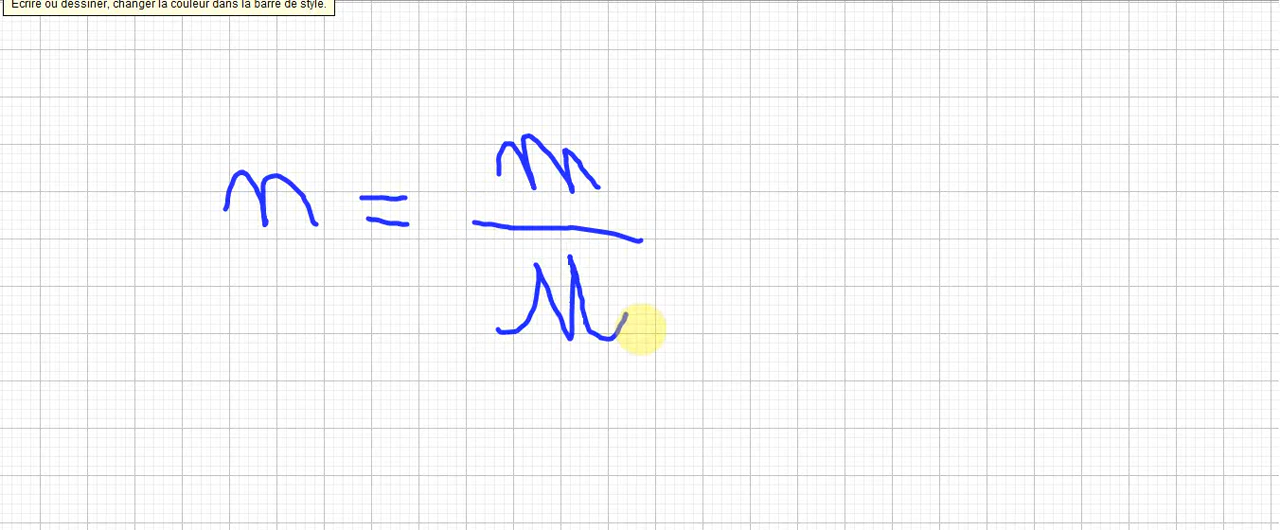 Ecrire ou dessiner, changer la couleur dans la barre de style.
n = m / M